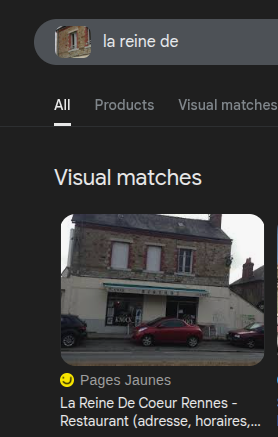 la reine de
All Products Visual matches
Visual matches
Pages Jaunes
La Reine De Coeur Rennes -
Restaurant (adresse, horaires,...